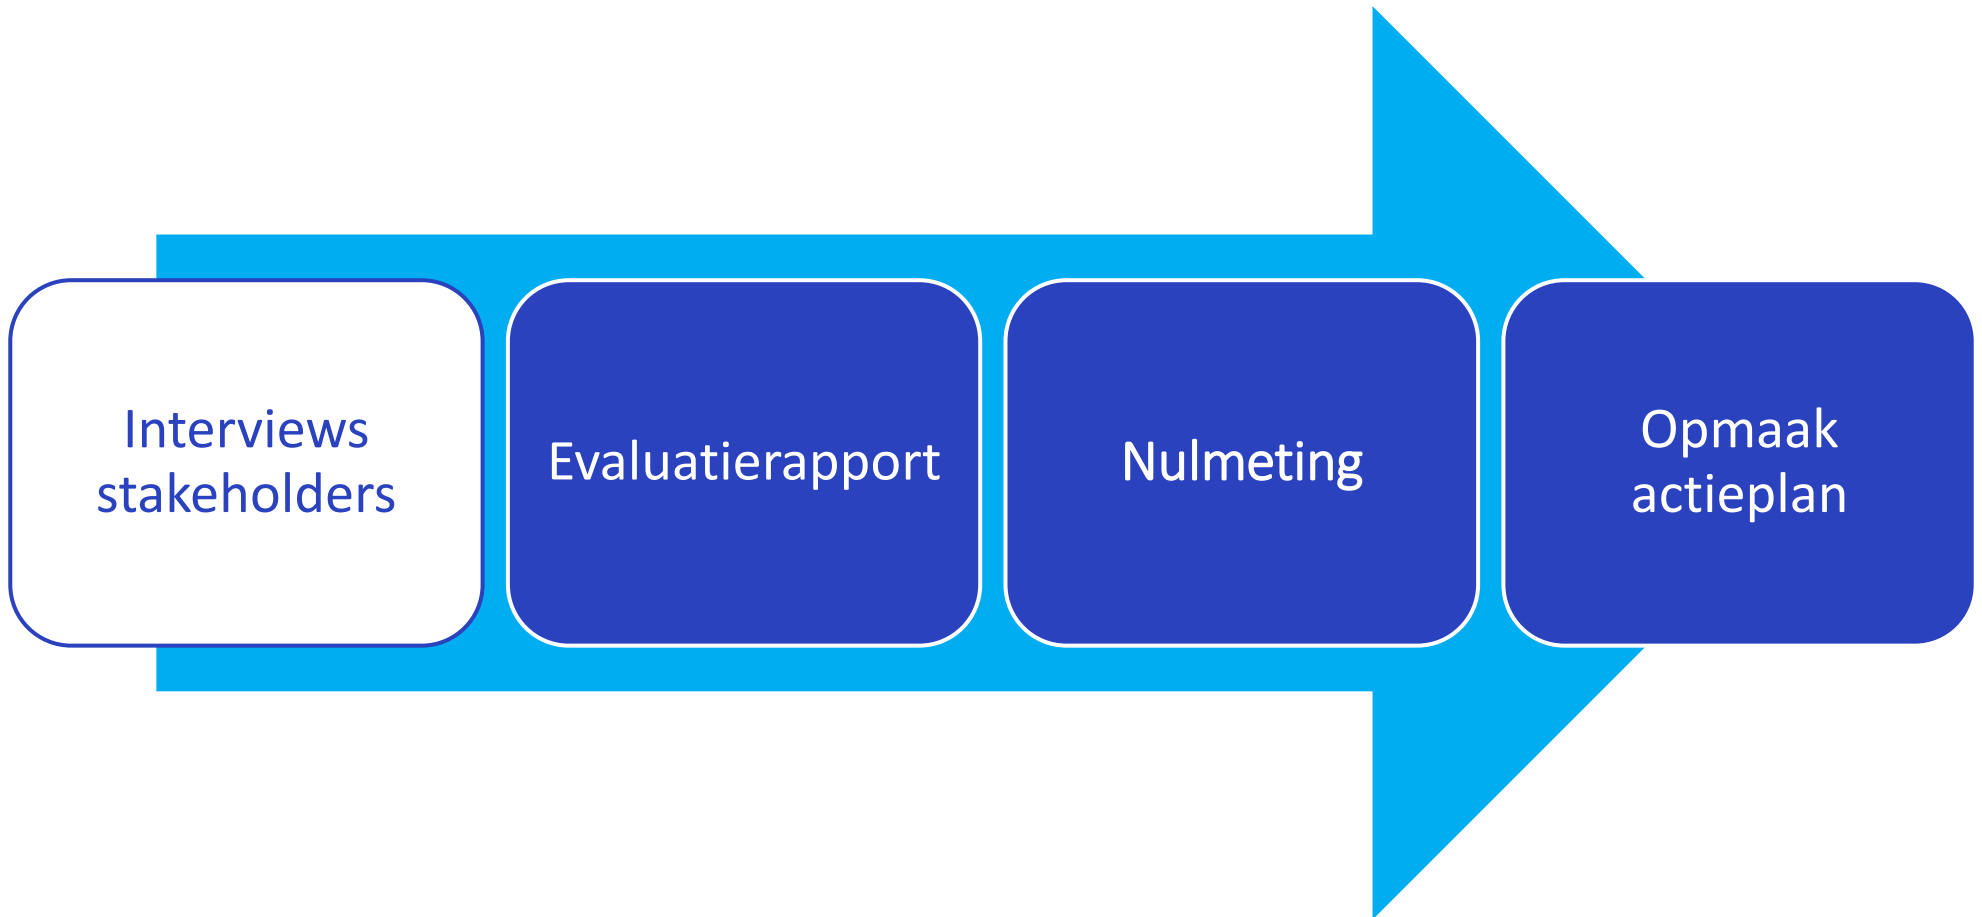 Interviews
stakeholders
Evaluatierapport
Nulmeting
Opmaak
actieplan